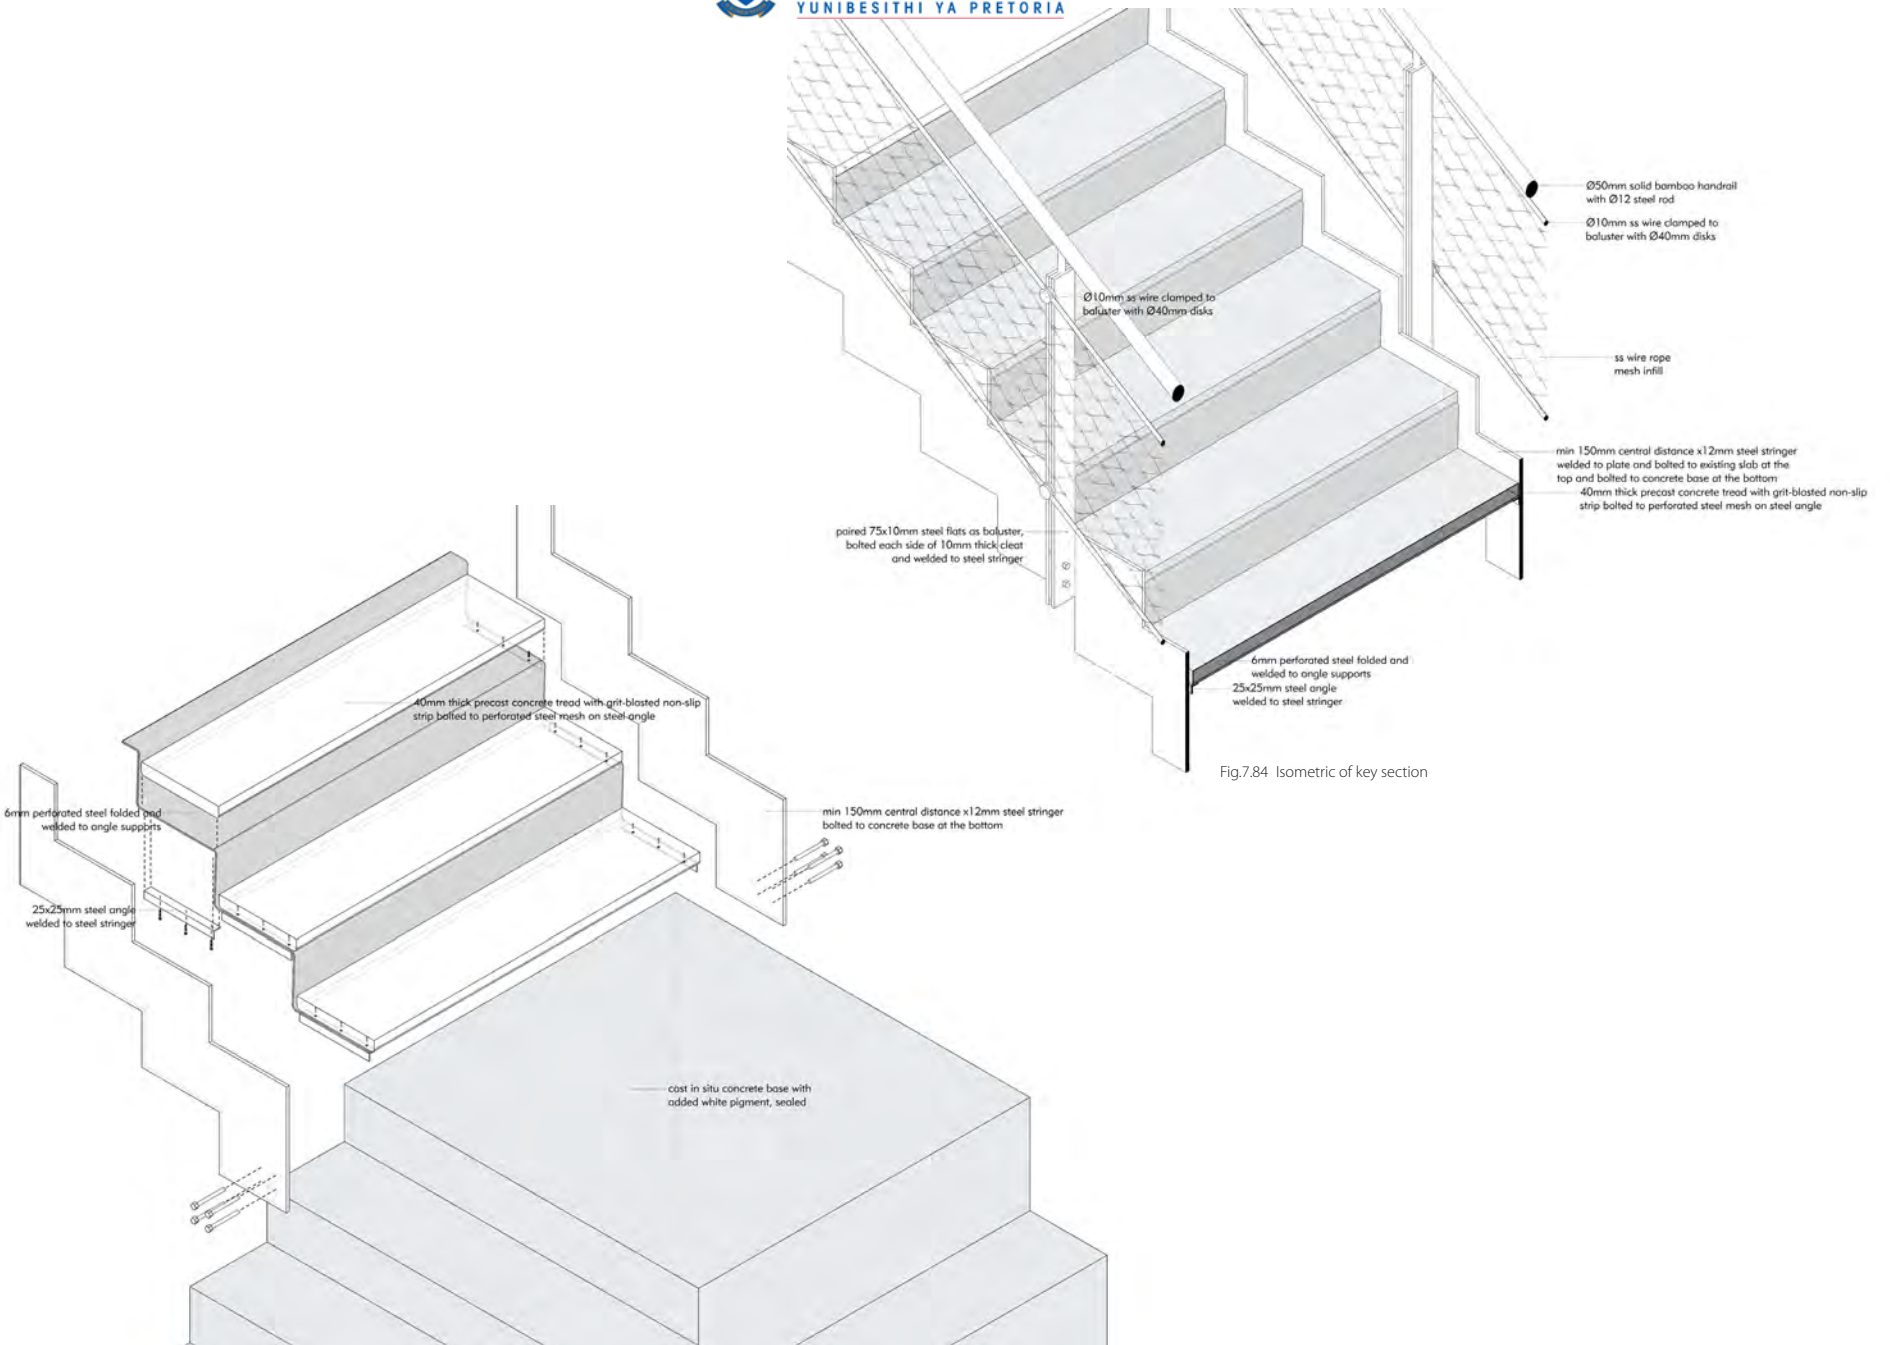 YUNIBESITHI YA PRETORIA
Ø50mm solid bamboo handrail
with Ø12 steel rod
Ø10mm ss wire clamped to
baluster with Ø40mm disks
Ø10mm ss wire clamped to
baluster with Ø40mm disks
ss wire rope
mesh infill
min 150mm central distance x12mm steel stringer
welded to plate and bolted to existing slab at the
top and bolted to concrete base at the bottom
40mm thick precast concrete tread with grit-blasted non-slip
strip bolted to perforated steel mesh on steel angle
paired 75x10mm steel flats as baluster,
bolted each side of 10mm thick cleat
and welded to steel stringer
6mm perforated steel folded and
welded to angle supports
25x25mm steel angle
welded to steel stringer
Fig.7.84 Isometric of key section
40mm thick precast concrete tread with grit-blasted non-slip
strip bolted to perforated steel mesh on steel angle
6mm perforated steel folded and
welded to angle supports
min 150mm central distance x12mm steel stringer
bolted to concrete base at the bottom
25x25mm steel angle
welded to steel stringer
cast in situ concrete base with
added white pigment, sealed